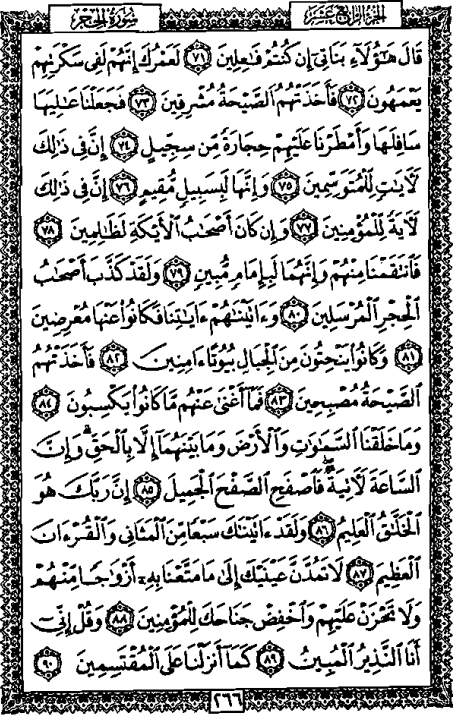 سُورَةُ الحِجْر
الجزء الرابع عشر
قَالَ هَٰٓؤُلَآءِ بَنَاتِىٓ إِن كُنتُمْ فَٰعِلِينَ ٧١ لَعَمْرُكَ إِنَّهُمْ لَفِى سَكْرَتِهِمْ
يَعْمَهُونَ ٧٢ فَأَخَذَتْهُمُ ٱلصَّيْحَةُ مُشْرِقِينَ ٧٣ فَجَعَلْنَا عَٰلِيَهَا
سَافِلَهَا وَأَمْطَرْنَا عَلَيْهِمْ حِجَارَةً مِّن سِجِّيلٍ ٧٤ إِنَّ فِى ذَٰلِكَ
لَءَايَٰتٍ لِّلْمُتَوَسِّمِينَ ٧٥ وَإِنَّهَا لَبِسَبِيلٍ مُّقِيمٍ ٧٦ إِنَّ فِى ذَٰلِكَ
لَءَايَةً لِّلْمُؤْمِنِينَ ٧٧ وَإِن كَانَ أَصْحَٰبُ ٱلْأَيْكَةِ لَظَٰلِمِينَ ٧٨
فَٱنتَقَمْنَا مِنْهُمْ وَإِنَّهُمَا لَبِإِمَامٍ مُّبِينٍ ٧٩ وَلَقَدْ كَذَّبَ أَصْحَٰبُ
ٱلْحِجْرِ ٱلْمُرْسَلِينَ ٨٠ وَءَاتَيْنَٰهُمْ ءَايَٰتِنَا فَكَانُوا۟ عَنْهَا مُعْرِضِينَ
٨١ وَكَانُوا۟ يَنْحِتُونَ مِنَ ٱلْجِبَالِ بُيُوتًا ءَامِنِينَ ٨٢ فَأَخَذَتْهُمُ
ٱلصَّيْحَةُ مُصْبِحِينَ ٨٣ فَمَآ أَغْنَىٰ عَنْهُم مَّا كَانُوا۟ يَكْسِبُونَ ٨٤
وَمَا خَلَقْنَا ٱلسَّمَٰوَٰتِ وَٱلْأَرْضَ وَمَا بَيْنَهُمَآ إِلَّا بِٱلْحَقِّ ۗ وَإِنَّ
ٱلسَّاعَةَ لَءَاتِيَةٌ ۖ فَٱصْفَحِ ٱلصَّفْحَ ٱلْجَمِيلَ ٨٥ إِنَّ رَبَّكَ هُوَ
ٱلْخَلَّٰقُ ٱلْعَلِيمُ ٨٦ وَلَقَدْ ءَاتَيْنَٰكَ سَبْعًا مِّنَ ٱلْمَثَانِى وَٱلْقُرْءَانَ
ٱلْعَظِيمَ ٨٧ لَا تَمُدَّنَّ عَيْنَيْكَ إِلَىٰ مَا مَتَّعْنَا بِهِۦٓ أَزْوَٰجًا مِّنْهُمْ
وَلَا تَحْزَنْ عَلَيْهِمْ وَٱخْفِضْ جَنَاحَكَ لِلْمُؤْمِنِينَ ٨٨ وَقُلْ إِنِّىٓ
أَنَا ٱلنَّذِيرُ ٱلْمُبِينُ ٨٩ كَمَآ أَنزَلْنَا عَلَى ٱلْمُقْتَسِمِينَ ٩٠
٢٦٦